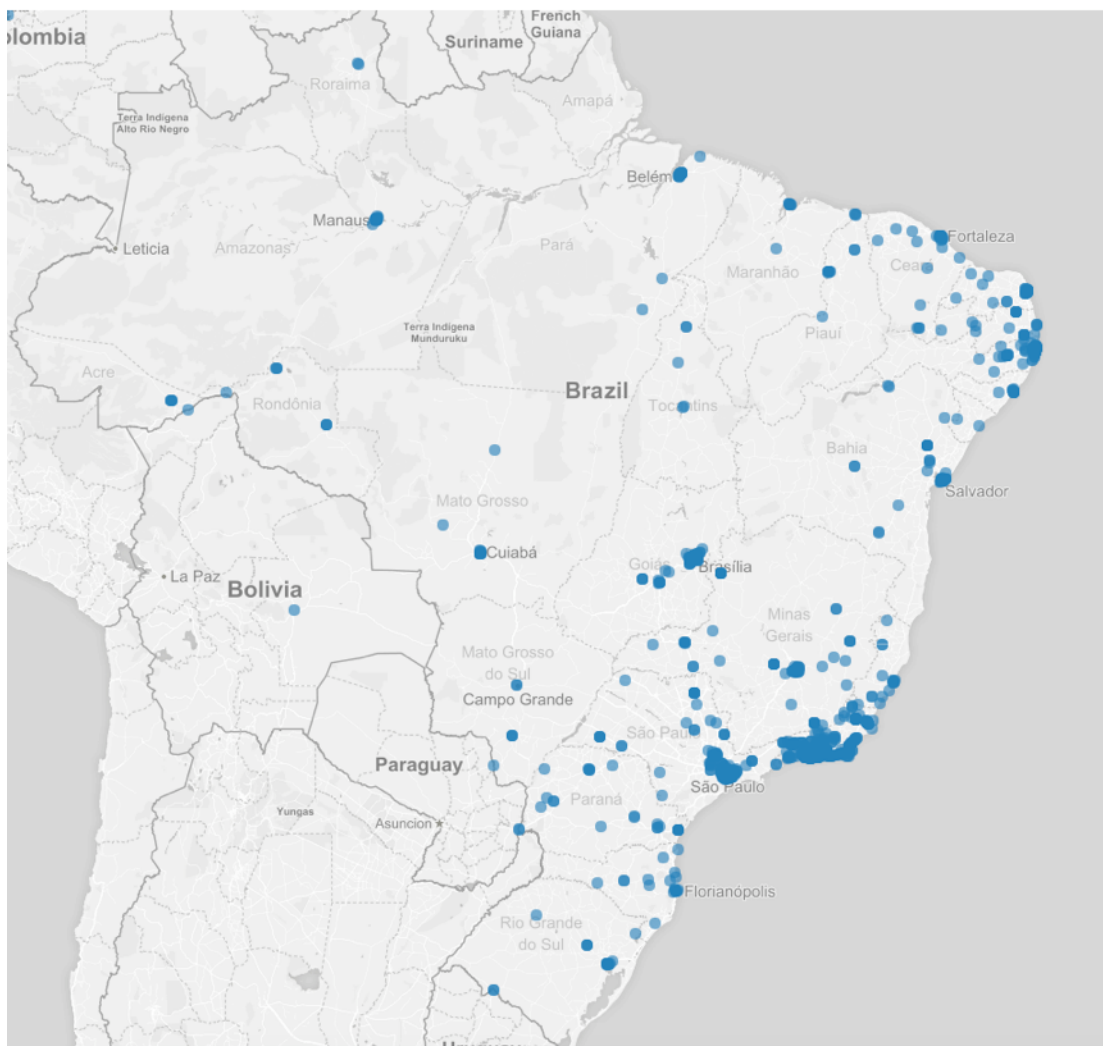 French
Guiana
olombia
Suriname
Roraima
Amapá
Terra Indígena
Alto Rio Negro
Belém
Manaus
Leticia
Amazonas
Pará
Fortaleza
Maranhão
Ceará
Terra Indígena
Munduruku
Piauí
Acre
Rondônia
Brazil
Tocantins
Bahia
Mato Grosso
Salvador
Cuiabá
Goiás
Brasília
La Paz
Bolivia
Minas
Gerais
Mato Grosso
do Sul
Campo Grande
São Paulo
Paraguay
São Paulo
Paraná
Yungas
Asuncion
Florianópolis
Rio Grande
do Sul